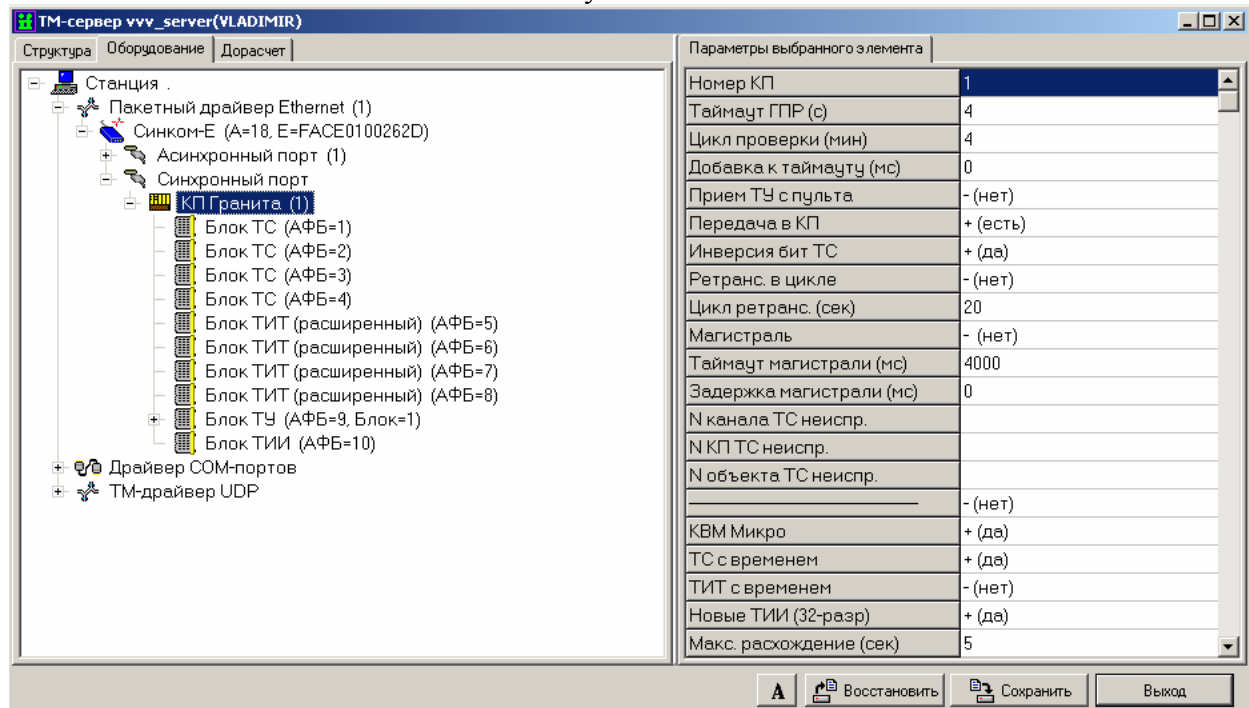 ТМ-сервер vvv_server(VLADIMIR)
Структура Оборудование Дорасчет
Станция .
Пакетный драйвер Ethernet (1)
Синком-Е (A=18, E=FACE0100262D)
Асинхронный порт (1)
Синхронный порт
КП Гранита (1)
Блок ТС (АФБ=1)
Блок ТС (АФБ=2)
Блок ТС (АФБ=3)
Блок ТС (АФБ=4)
Блок ТИТ (расширенный) (АФБ=5)
Блок ТИТ (расширенный) (АФБ=6)
Блок ТИТ (расширенный) (АФБ=7)
Блок ТИТ (расширенный) (АФБ=8)
Блок ТУ (АФБ=9, Блок=1)
Блок ТИИ (АФБ=10)
Драйвер COM-портов
ТМ-драйвер UDP
Параметры выбранного элемента
Номер КП 1
Таймаут ГПР (с) 4
Цикл проверки (мин) 4
Добавка к таймауту (мс) 0
Прием ТУ с пульта - (нет)
Передача в КП + (есть)
Инверсия бит ТС + (да)
Ретранс. в цикле - (нет)
Цикл ретранс. (сек) 20
Магистраль - (нет)
Таймаут магистрали (мс) 4000
Задержка магистрали (мс) 0
N канала ТС неиспр.
N КП ТС неиспр.
N объекта ТС неиспр.
- (нет)
КВМ Микро + (да)
ТС с временем + (да)
ТИТ с временем - (нет)
Новые ТИИ (32-разр) + (да)
Макс. расхождение (сек) 5
A Восстановить Сохранить Выход